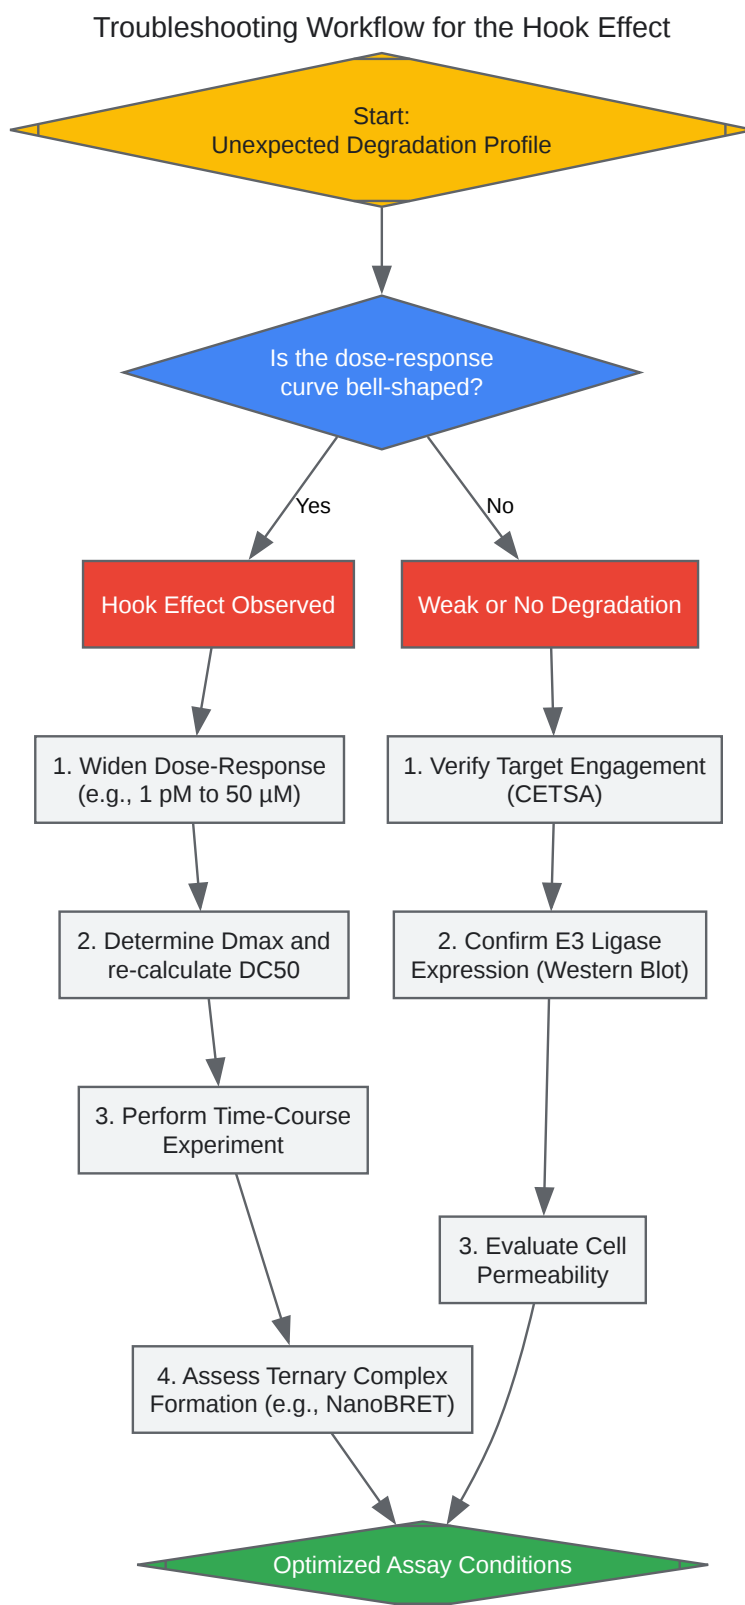 Troubleshooting Workflow for the Hook Effect
Start:
Unexpected Degradation Profile
Is the dose-response
curve bell-shaped?
Yes
No
Hook Effect Observed
Weak or No Degradation
1. Widen Dose-Response
(e.g., 1 pM to 50 µM)
1. Verify Target Engagement
(CETSA)
2. Determine Dmax and
re-calculate DC50
2. Confirm E3 Ligase
Expression (Western Blot)
3. Perform Time-Course
Experiment
3. Evaluate Cell
Permeability
4. Assess Ternary Complex
Formation (e.g., NanoBRET)
Optimized Assay Conditions